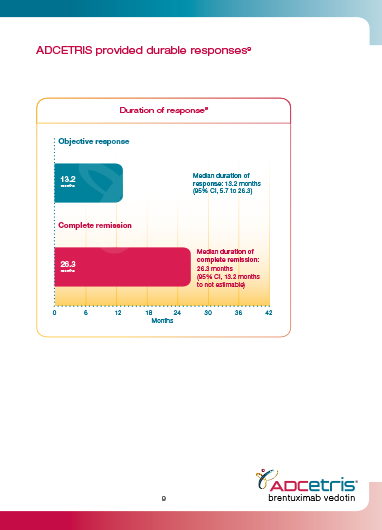 ADCETRIS provided durable responsesᵉ
Duration of responseᵉ
Objective response
13.2
months
Median duration of
response: 13.2 months
(95% CI, 5.7 to 26.3)
Complete remission
26.3
months
Median duration of
complete remission:
26.3 months
(95% CI, 13.2 months
to not estimable)
0 6 12 18 24 30 36 42
Months
ADCetris®
brentuximab vedotin
9